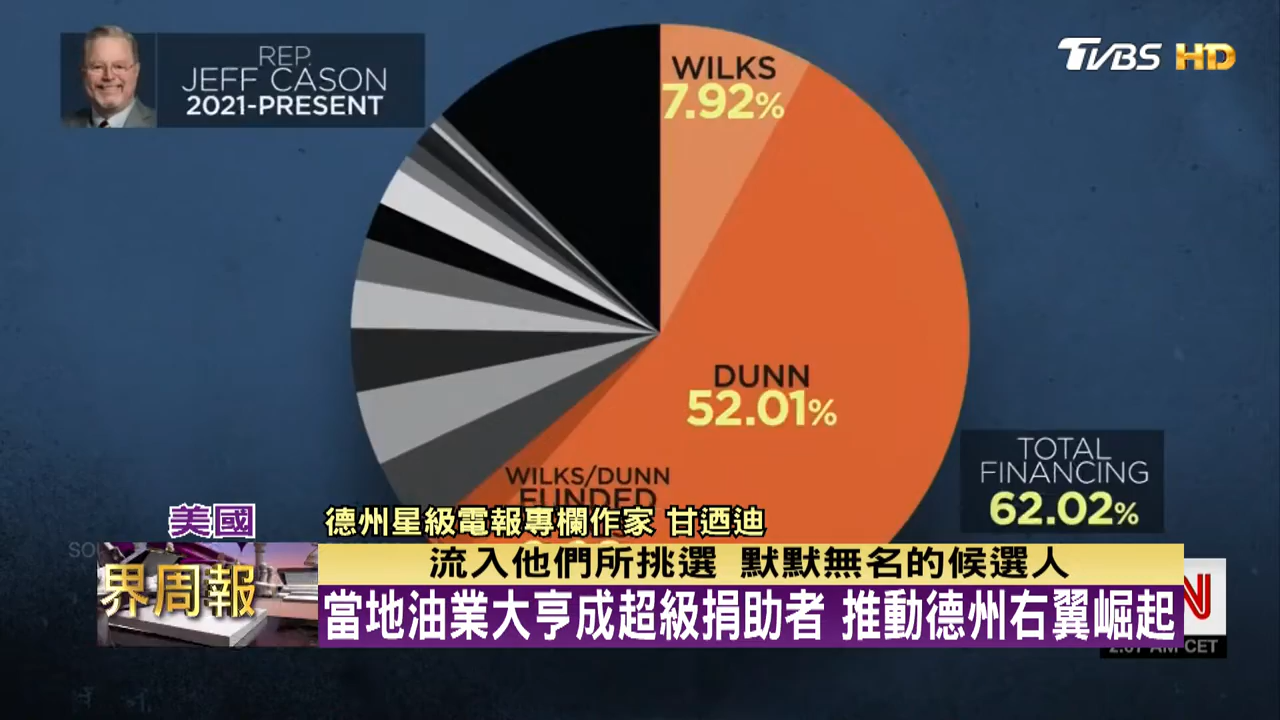 REP.
JEFF CASON
2021-PRESENT
TVBS HD
WILKS
7.92%
DUNN
52.01%
WILKS/DUNN
FUNDED
TOTAL
FINANCING
62.02%
美國
德州星級電報專欄作家 甘迺迪
界周報
流入他們所挑選 默默無名的候選人
當地油業大亨成超級捐助者 推動德州右翼崛起
CET